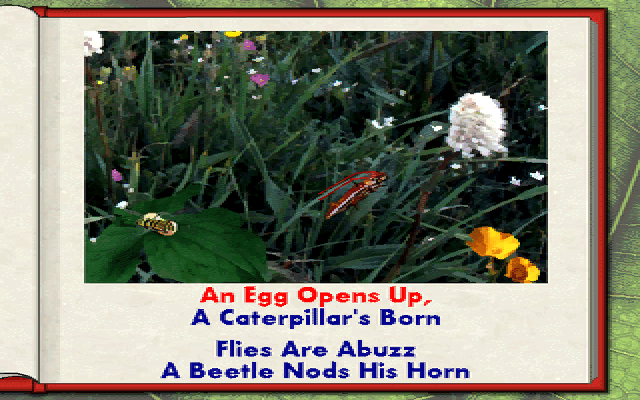 An Egg Opens Up,
A Caterpillar's Born
Flies Are Abuzz
A Beetle Nods His Horn